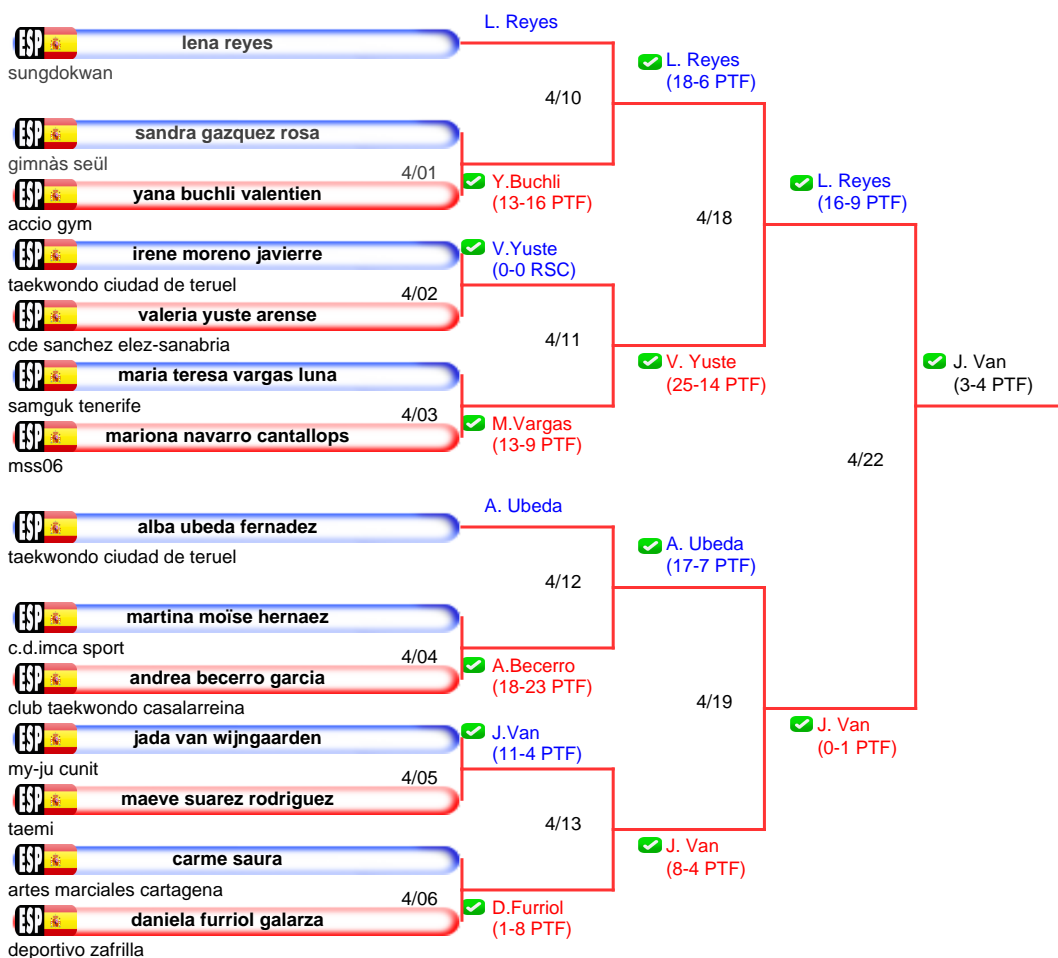 L. Reyes
ESP lena reyes
sungdokwan
L. Reyes
(18-6 PTF)
4/10
ESP sandra gazquez rosa
gimnàs seül
4/01
ESP yana buchli valentien
accio gym
Y.Buchli
(13-16 PTF)
L. Reyes
(16-9 PTF)
4/18
ESP irene moreno javierre
taekwondo ciudad de teruel
V.Yuste
(0-0 RSC)
4/02
ESP valeria yuste arense
cde sanchez elez-sanabria
4/11
ESP maria teresa vargas luna
samguk tenerife
V. Yuste
(25-14 PTF)
J. Van
(3-4 PTF)
4/03
ESP mariona navarro cantallops
mss06
M.Vargas
(13-9 PTF)
4/22
A. Ubeda
ESP alba ubeda fernadez
taekwondo ciudad de teruel
A. Ubeda
(17-7 PTF)
4/12
ESP martina moïse hernaez
c.d.imca sport
4/04
ESP andrea becerro garcia
club taekwondo casalarreina
A.Becerro
(18-23 PTF)
4/19
ESP jada van wijngaarden
my-ju cunit
J.Van
(11-4 PTF)
J. Van
(0-1 PTF)
4/05
ESP maeve suarez rodriguez
taemi
4/13
ESP carme saura
artes marciales cartagena
J. Van
(8-4 PTF)
4/06
ESP daniela furriol galarza
deportivo zafrilla
D.Furriol
(1-8 PTF)